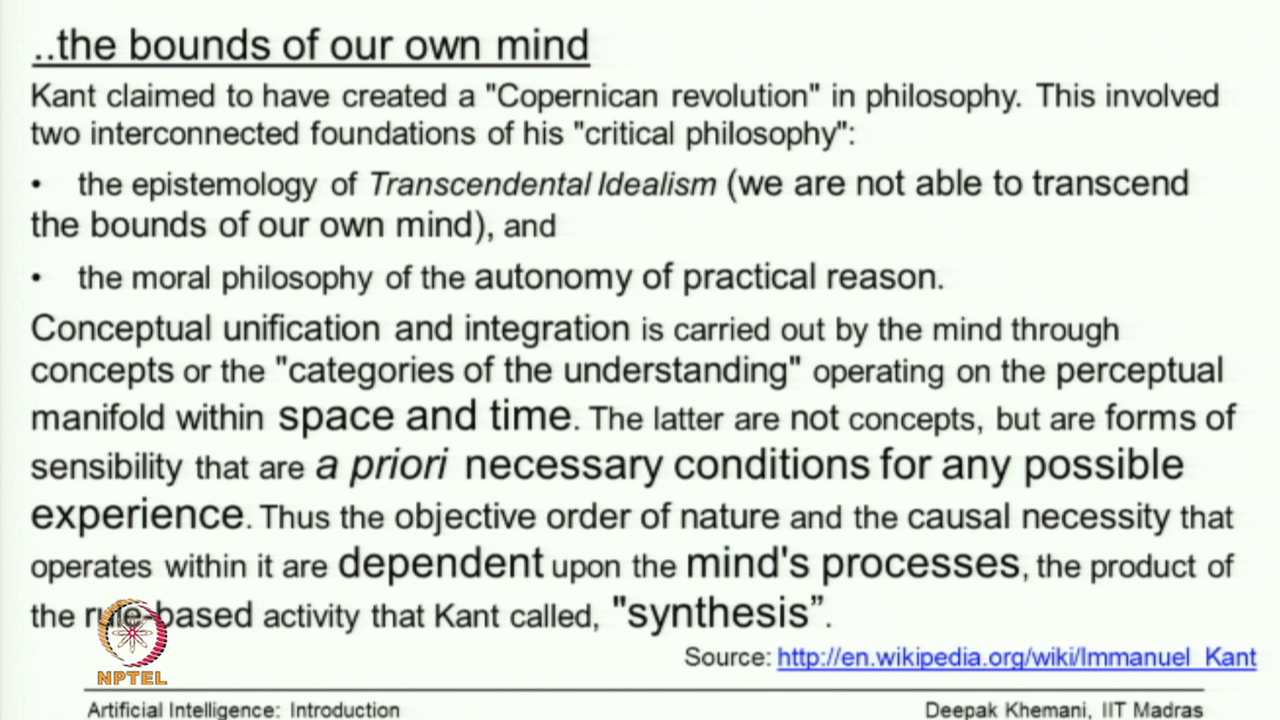 ..the bounds of our own mind
Kant claimed to have created a "Copernican revolution" in philosophy. This involved
two interconnected foundations of his "critical philosophy":
• the epistemology of Transcendental Idealism (we are not able to transcend
the bounds of our own mind), and
• the moral philosophy of the autonomy of practical reason.
Conceptual unification and integration is carried out by the mind through
concepts or the "categories of the understanding" operating on the perceptual
manifold within space and time. The latter are not concepts, but are forms of
sensibility that are a priori necessary conditions for any possible
experience. Thus the objective order of nature and the causal necessity that
operates within it are dependent upon the mind's processes, the product of
the rule-based activity that Kant called, "synthesis”.
Source: http://en.wikipedia.org/wiki/Immanuel_Kant
NPTEL
Artificial Intelligence: Introduction
Deepak Khemani, IIT Madras